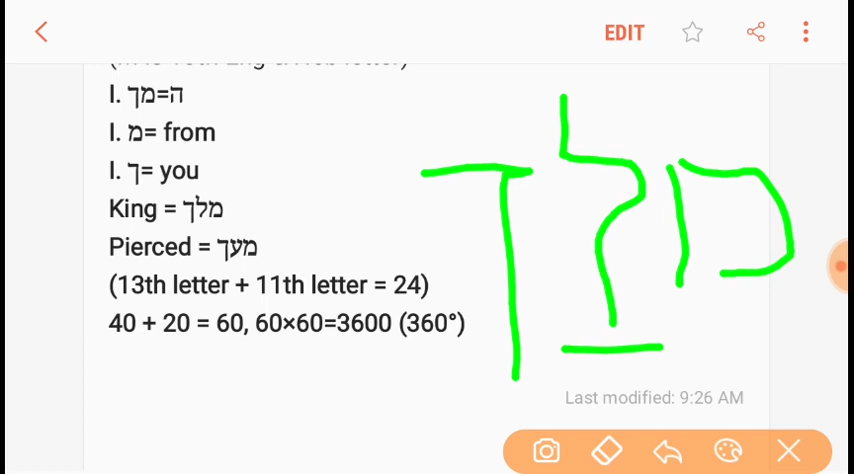 EDIT
I. ה=מך
I. מ= from
I. ך= you
King = מלך
Pierced = מעך
(13th letter + 11th letter = 24)
40 + 20 = 60, 60×60=3600 (360°)
מלך
Last modified: 9:26 AM